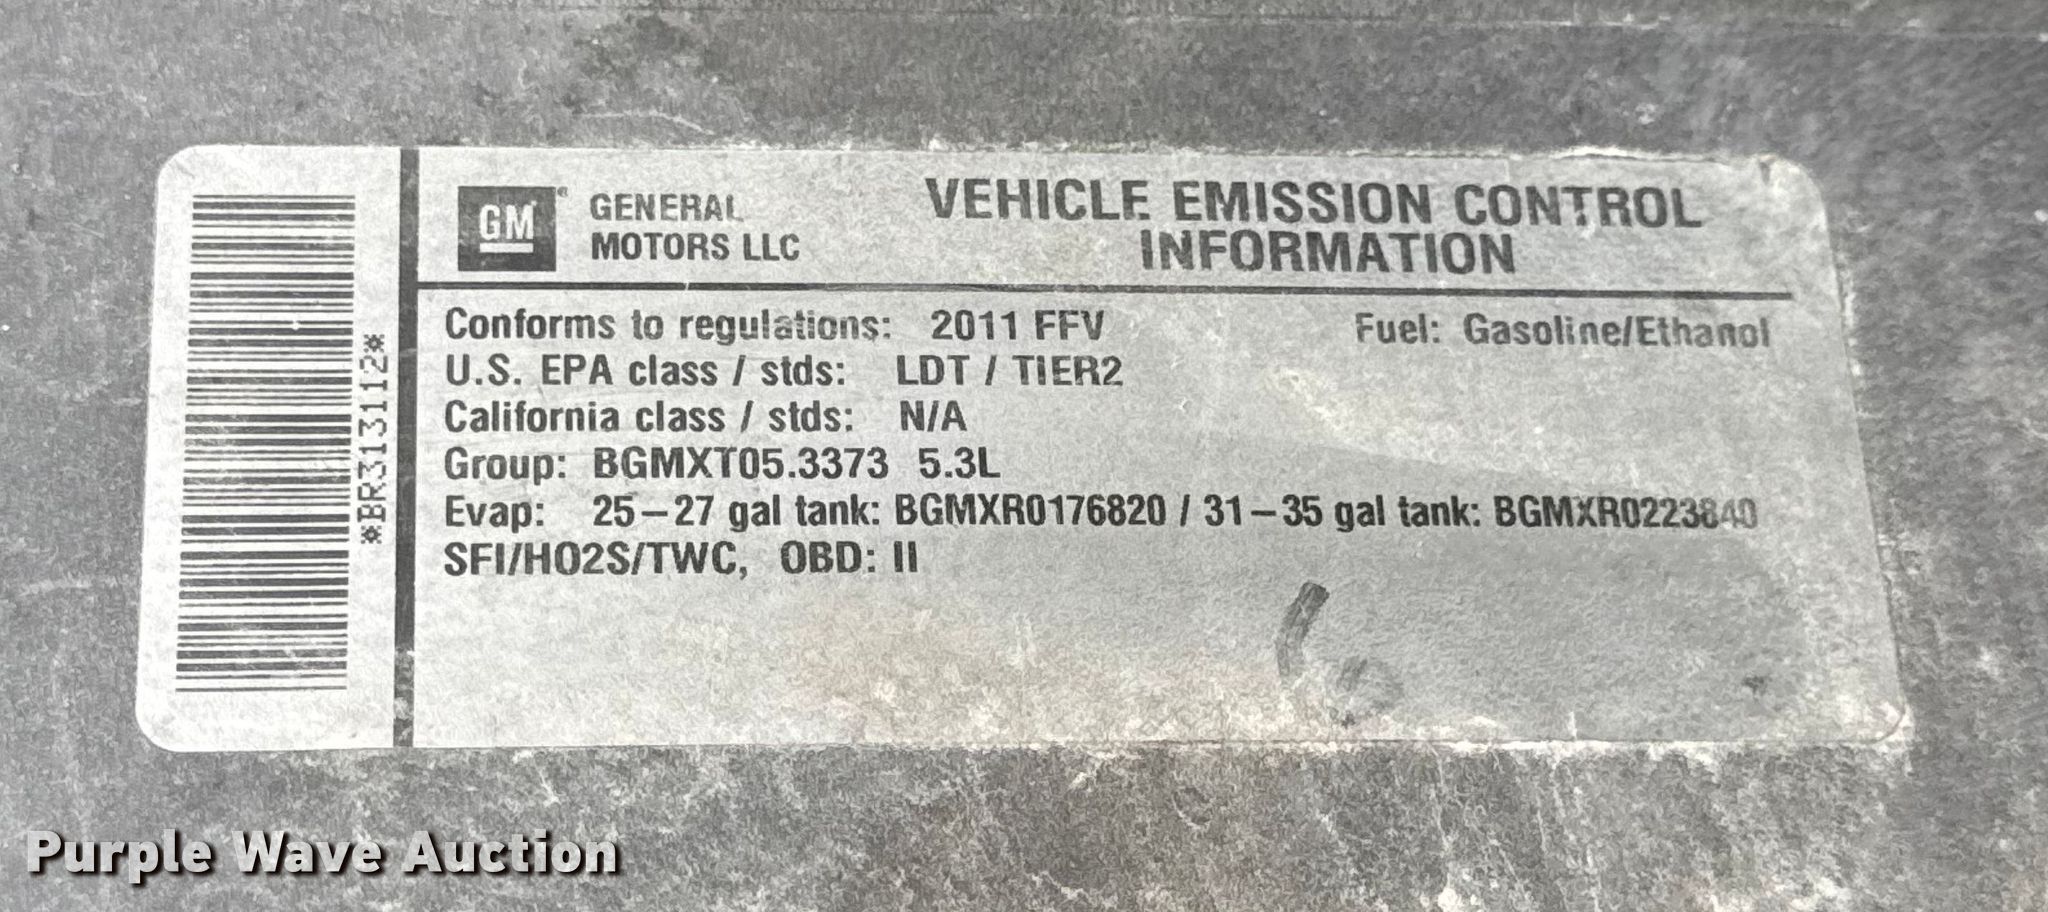 GM
GENERAL
MOTORS LLC
VEHICLE EMISSION CONTROL
INFORMATION
Conforms to regulations: 2011 FFV
Fuel: Gasoline/Ethanol
U.S. EPA class / stds: LDT / TIER2
California class / stds: N/A
Group: BGMXT05.3373 5.3L
Evap: 25-27 gal tank: BGMXR0176820 / 31-35 gal tank: BGMXR0223840
SFI/HO2S/TWC, OBD: II
*BR313112*
Purple Wave Auction